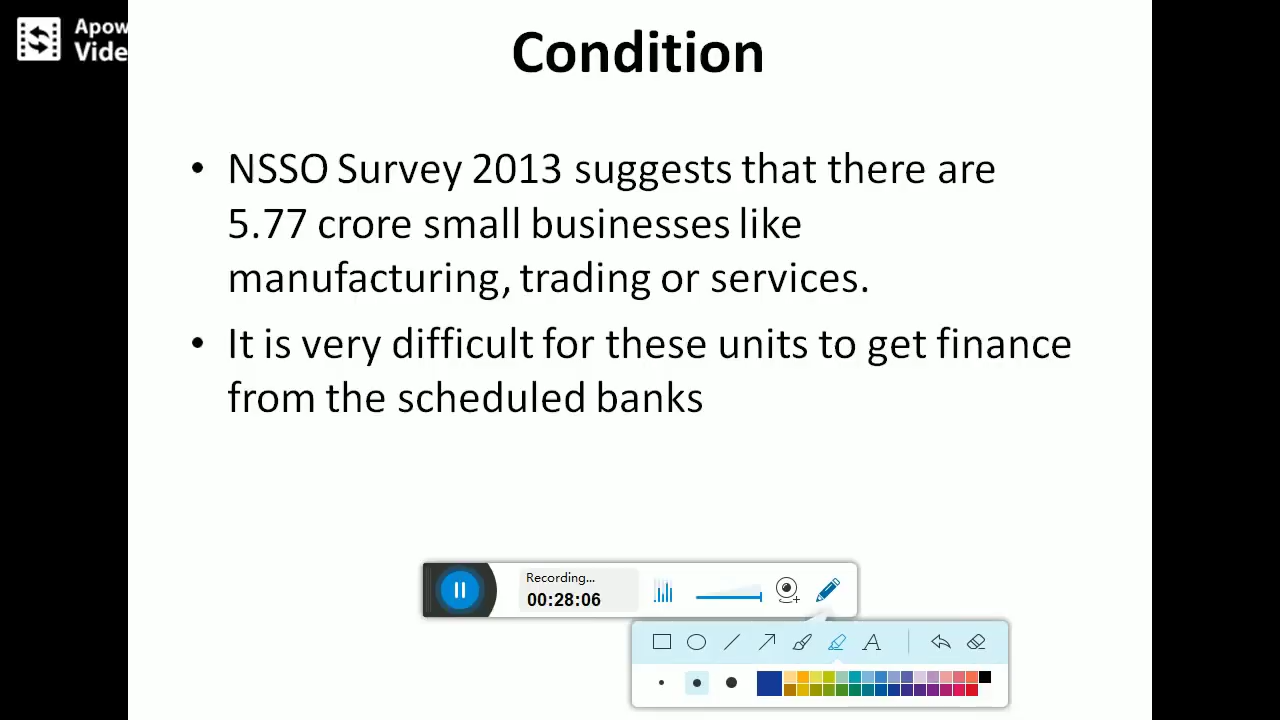 Apow
Vide
Condition
• NSSO Survey 2013 suggests that there are
5.77 crore small businesses like
manufacturing, trading or services.
• It is very difficult for these units to get finance
from the scheduled banks
Recording...
00:28:06
A